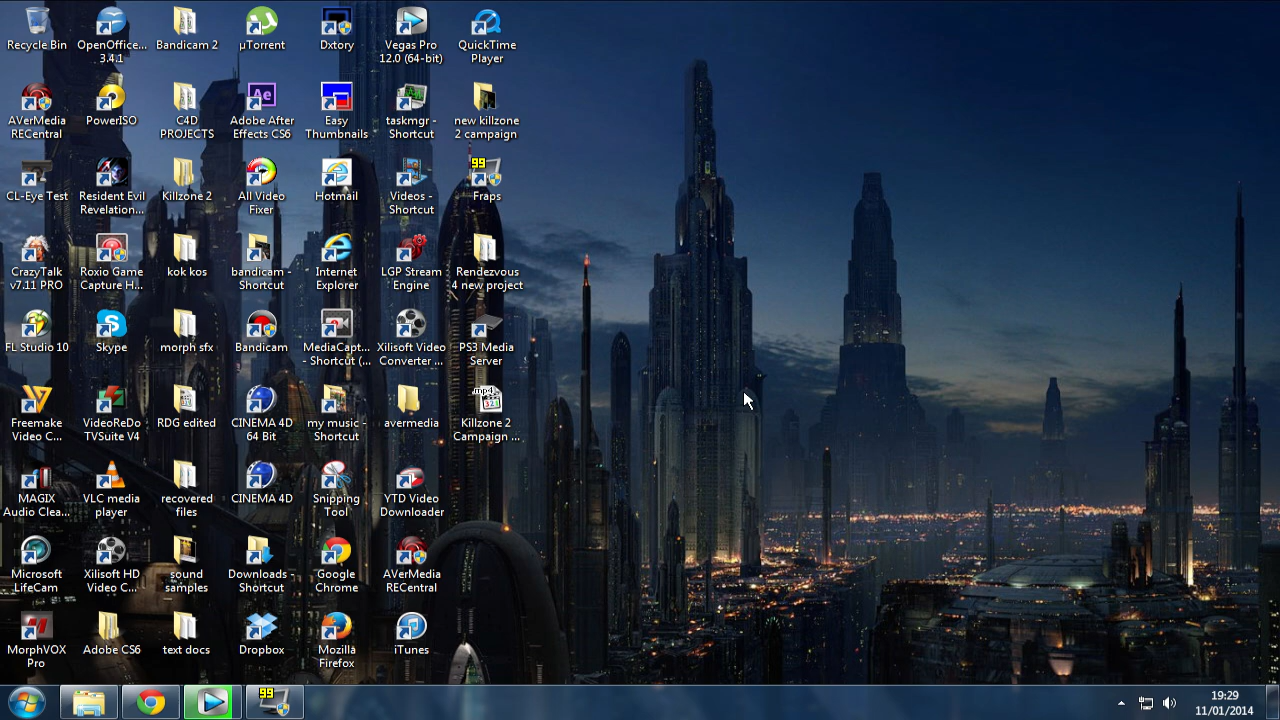 Recycle Bin
OpenOffice...
3.4.1
Bandicam 2
µTorrent
Dxtory
Vegas Pro
12.0 (64-bit)
QuickTime
Player
AVerMedia
RECentral
PowerISO
C4D
PROJECTS
Ae
Adobe After
Effects CS6
Easy
Thumbnails
taskmgr -
Shortcut
new killzone
2 campaign
CL-Eye Test
Resident Evil
Revelation...
Killzone 2
All Video
Fixer
Hotmail
Videos -
Shortcut
99
Fraps
CrazyTalk
v7.11 PRO
Roxio Game
Capture H...
kok kos
bandicam -
Shortcut
Internet
Explorer
LGP Stream
Engine
Rendezvous
4 new project
FL Studio 10
Skype
morph sfx
Bandicam
MediaCapt...
- Shortcut (...
Xilisoft Video
Converter ...
PS3 Media
Server
Freemake
Video C...
VideoReDo
TVSuite V4
RDG edited
CINEMA 4D
64 Bit
my music -
Shortcut
avermedia
mp4
321
Killzone 2
Campaign ...
MAGIX
Audio Clea...
VLC media
player
recovered
files
CINEMA 4D
Snipping
Tool
YTD Video
Downloader
Microsoft
LifeCam
Xilisoft HD
Video C...
sound
samples
Downloads -
Shortcut
Google
Chrome
AVerMedia
RECentral
MorphVOX
Pro
Adobe CS6
text docs
Dropbox
Mozilla
Firefox
iTunes
99
19:29
11/01/2014